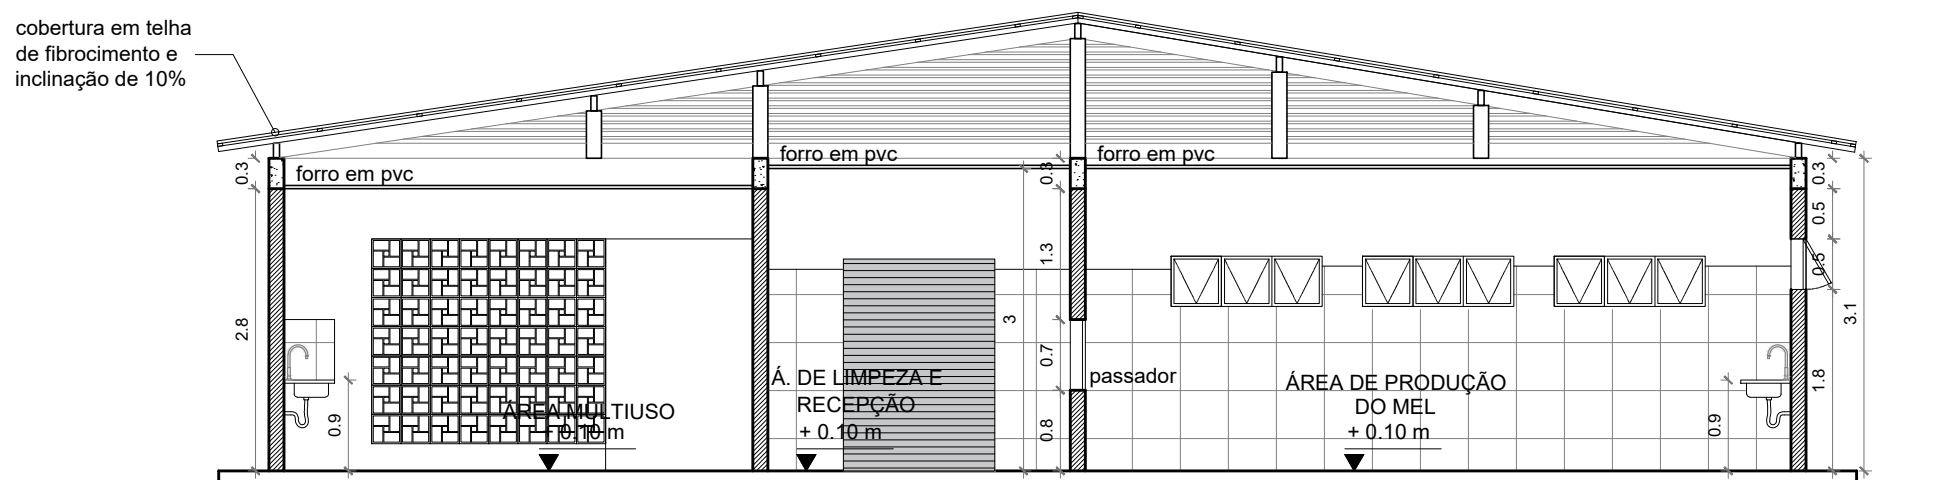 cobertura em telha
de fibrocimento e
inclinação de 10%
forro em pvc
forro em pvc
forro em pvc
0.3
2.8
0.9
3
0.3
1.3
0.7
0.8
passador
0.3
0.5
0.5
1.8
0.9
3.1
ÁREA MULTIUSO
+ 0.10 m
Á. DE LIMPEZA E
RECEPÇÃO
+ 0.10 m
ÁREA DE PRODUÇÃO
DO MEL
+ 0.10 m